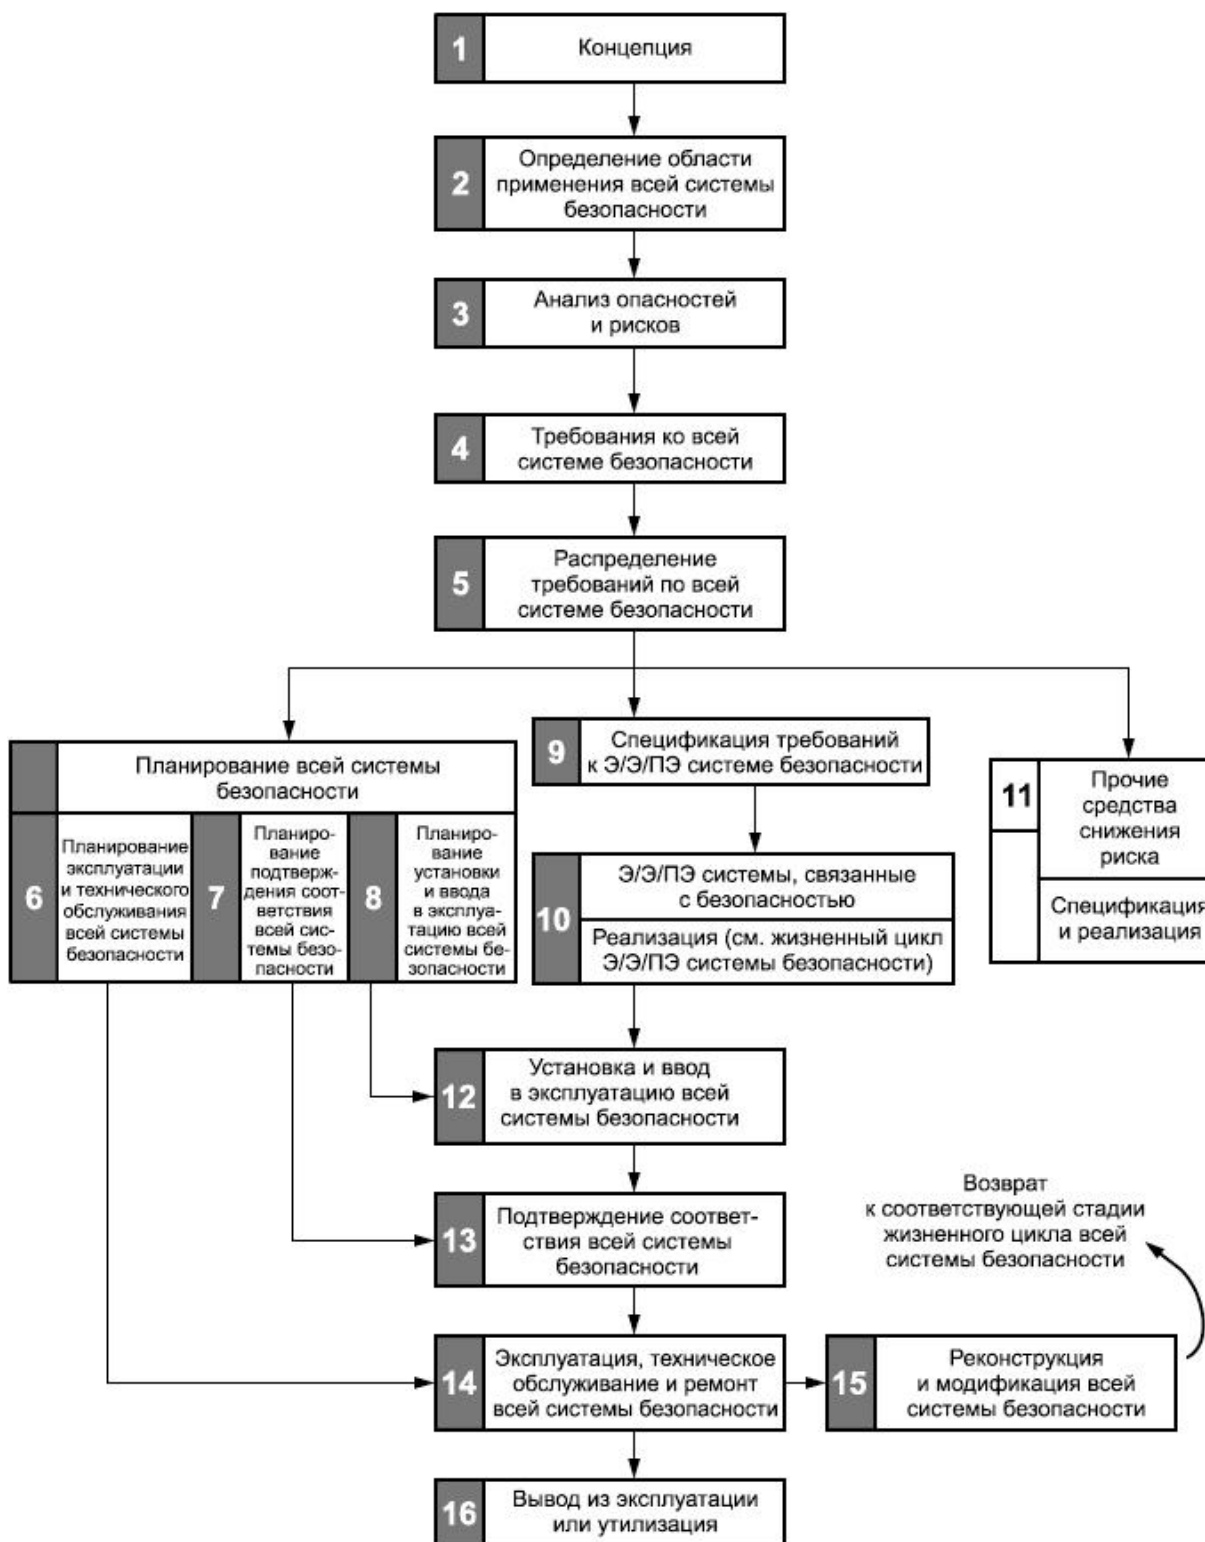 1
Концепция
2
Определение области
применения всей системы
безопасности
3
Анализ опасностей
и рисков
4
Требования ко всей
системе безопасности
5
Распределение
требований по всей
системе безопасности
Планирование всей системы
безопасности
6
Планирование
эксплуатации
и технического
обслуживания
всей системы
безопасности
7
Планиро-
вание
подтверж-
дения соот-
ветствия
всей сис-
темы безо-
пасности
8
Планиро-
вание
установки
и ввода
в эксплуа-
тацию всей
системы бе-
зопасности
9
Спецификация требований
к Э/Э/ПЭ системе безопасности
10
Э/Э/ПЭ системы, связанные
с безопасностью
Реализация (см. жизненный цикл
Э/Э/ПЭ системы безопасности)
11
Прочие
средства
снижения
риска
Спецификация
и реализация
12
Установка и ввод
в эксплуатацию всей
системы безопасности
13
Подтверждение соответ-
ствия всей системы
безопасности
14
Эксплуатация, техническое
обслуживание и ремонт
всей системы безопасности
15
Реконструкция
и модификация всей
системы безопасности
Возврат
к соответствующей стадии
жизненного цикла всей
системы безопасности
16
Вывод из эксплуатации
или утилизация